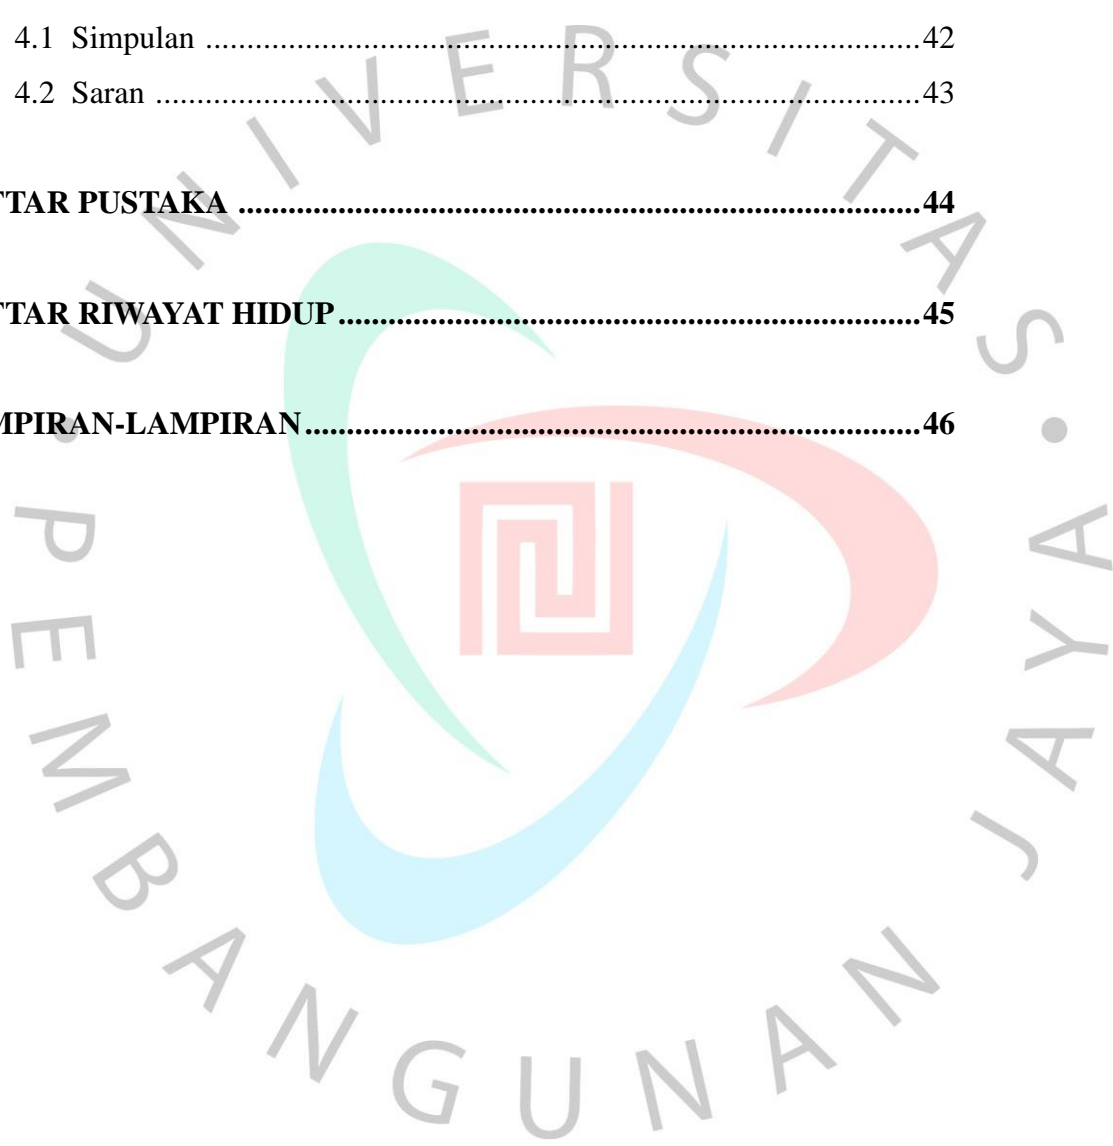 4.1 Simpulan ........................................................................42
4.2 Saran .............................................................................43
TAR PUSTAKA ..................................................................................44
TAR RIWAYAT HIDUP......................................................................45
MPIRAN-LAMPIRAN..........................................................................46
UNIVERSITAS • PEMBANGUNAN JAYA •